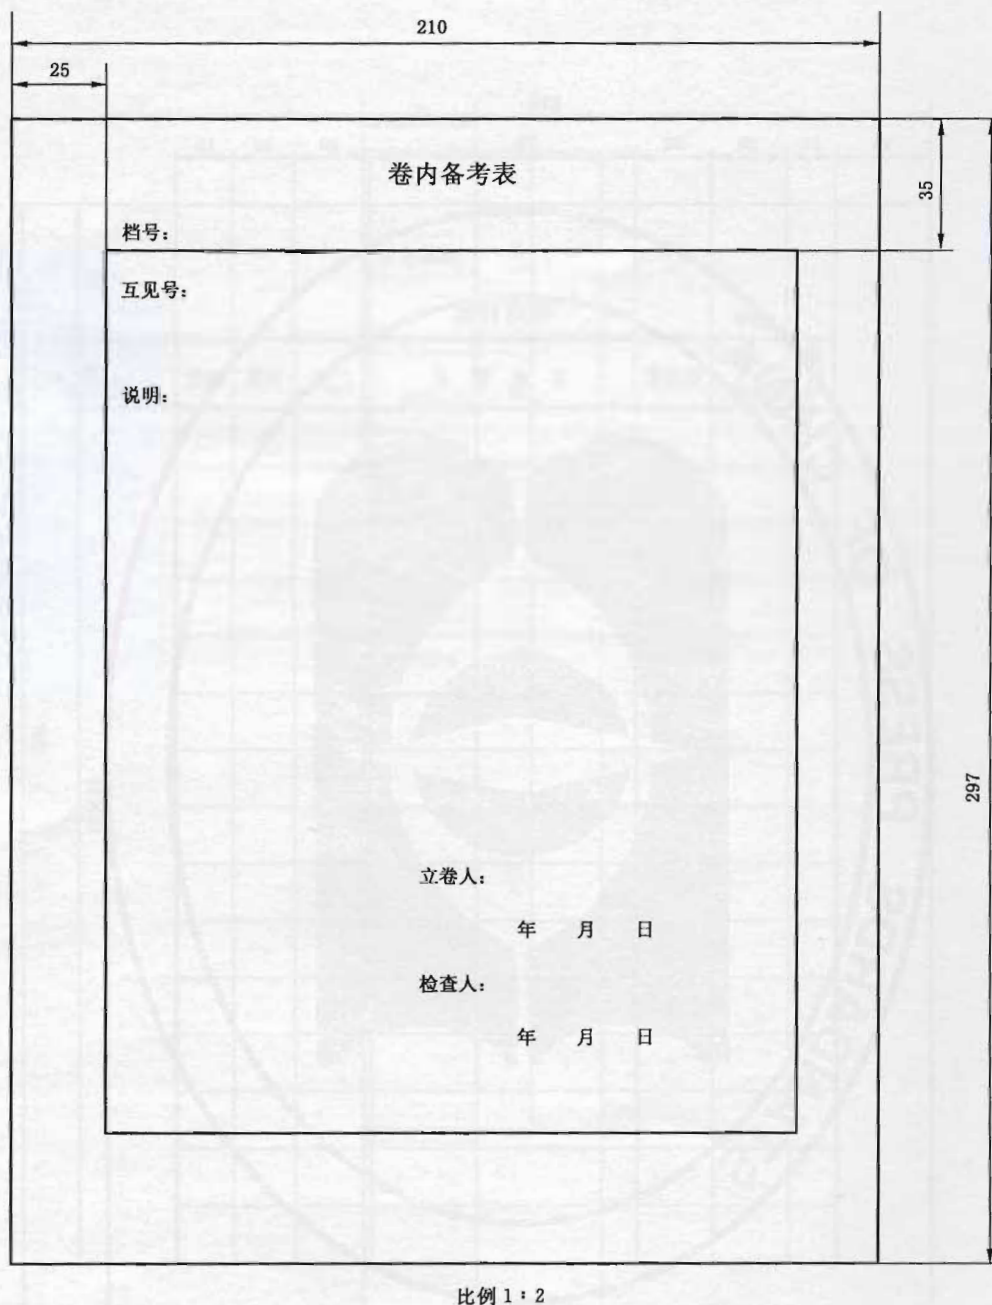 210
25
卷内备考表
35
档号：
互见号：
说明：
297
立卷人：
年 月 日
检查人：
年 月 日
比例 1：2